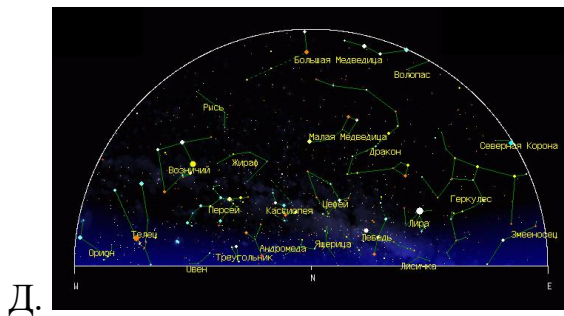 Большая Медведица
Волопас
Рысь
Малая Медведица
Северная Корона
Дракон
Жираф
Возничий
Геркулес
Персей
Кассиопея
Цефей
Лира
Телец
Лебедь
Змееносец
Орион
Андромеда
Ящерица
Треугольник
Лисичка
Овен
W
N
E
Д.